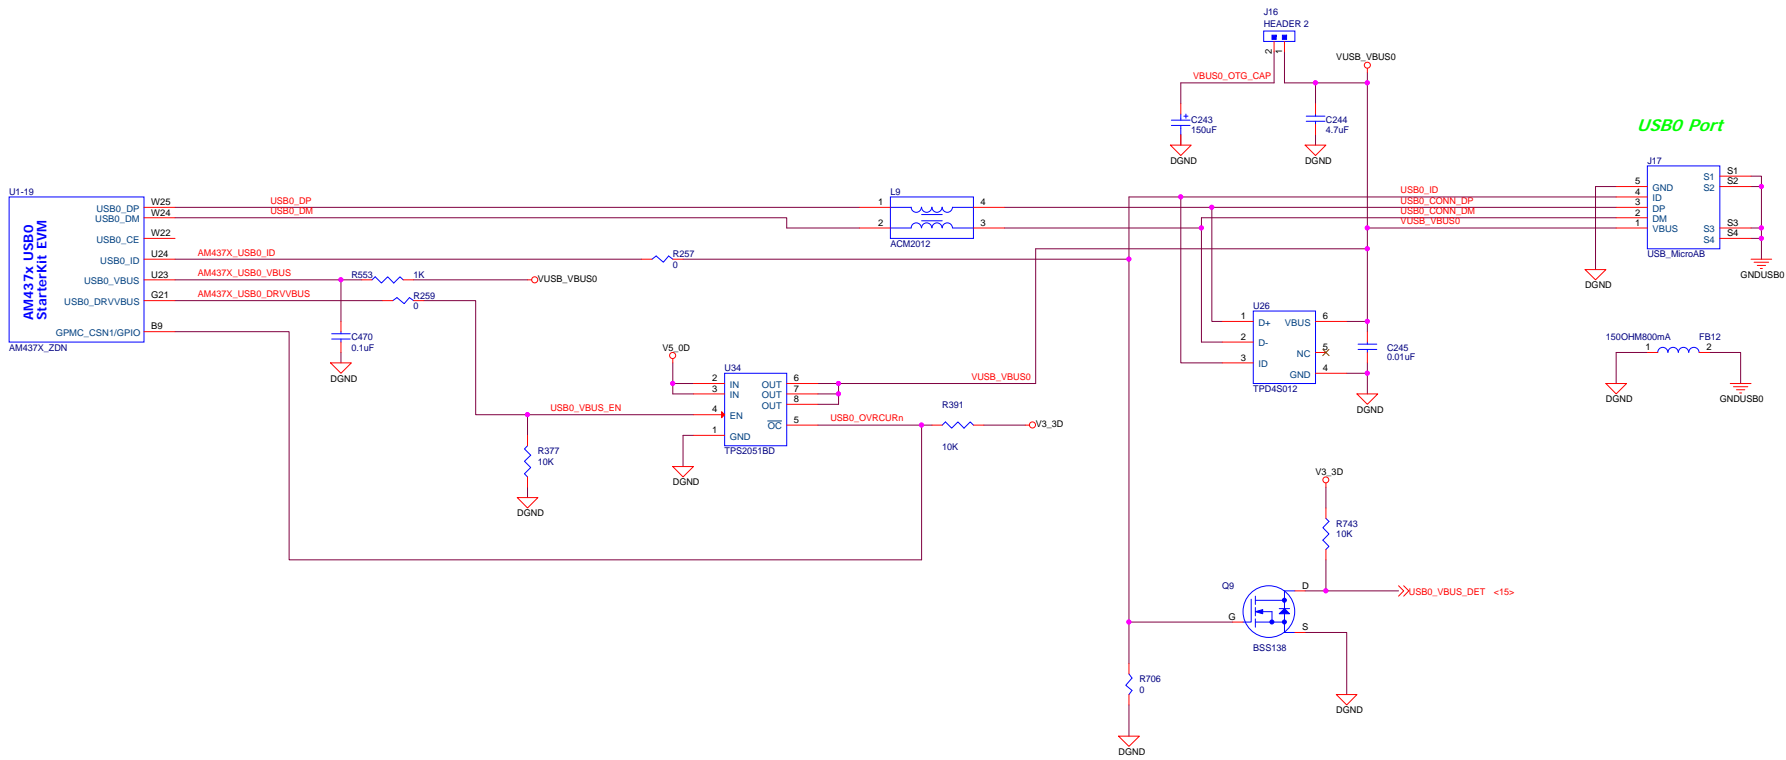 J16
HEADER 2
2
1
VUSB_VBUS0
VBUS0_OTG_CAP
C243
150uF
DGND
C244
4.7uF
DGND
USB0 Port
J17
5
4
3
2
1
GND
ID
DP
DM
VBUS
S1
S2
S3
S4
S1
S2
S3
S4
USB_MicroAB
USB0_ID
USB0_CONN_DP
USB0_CONN_DM
VUSB_VBUS0
DGND
GNDUSB0
U1-19
AM437x USB0
StarterKit EVM
USB0_DP
USB0_DM
USB0_CE
USB0_ID
USB0_VBUS
USB0_DRVVBUS
GPMC_CSN1/GPIO
W25
W24
W22
U24
U23
G21
B9
AM437X_ZDN
USB0_DP
USB0_DM
AM437X_USB0_ID
AM437X_USB0_VBUS
AM437X_USB0_DRVVBUS
L9
1
2
4
3
ACM2012
R257
0
R553
1K
VUSB_VBUS0
R259
0
C470
0.1uF
DGND
V5_0D
U34
2
3
4
1
IN
IN
EN
GND
OUT
OUT
OUT
OC
6
7
8
5
TPS2051BD
DGND
USB0_VBUS_EN
R377
10K
DGND
VUSB_VBUS0
USB0_OVRCURn
R391
10K
V3_3D
U26
1
2
3
D+
D-
ID
VBUS
NC
GND
6
5
4
TPD4S012
C245
0.01uF
DGND
150OHM800mA
FB12
1
2
DGND
GNDUSB0
V3_3D
R743
10K
Q9
D
G
S
BSS138
USB0_VBUS_DET <15>
DGND
R706
0
DGND